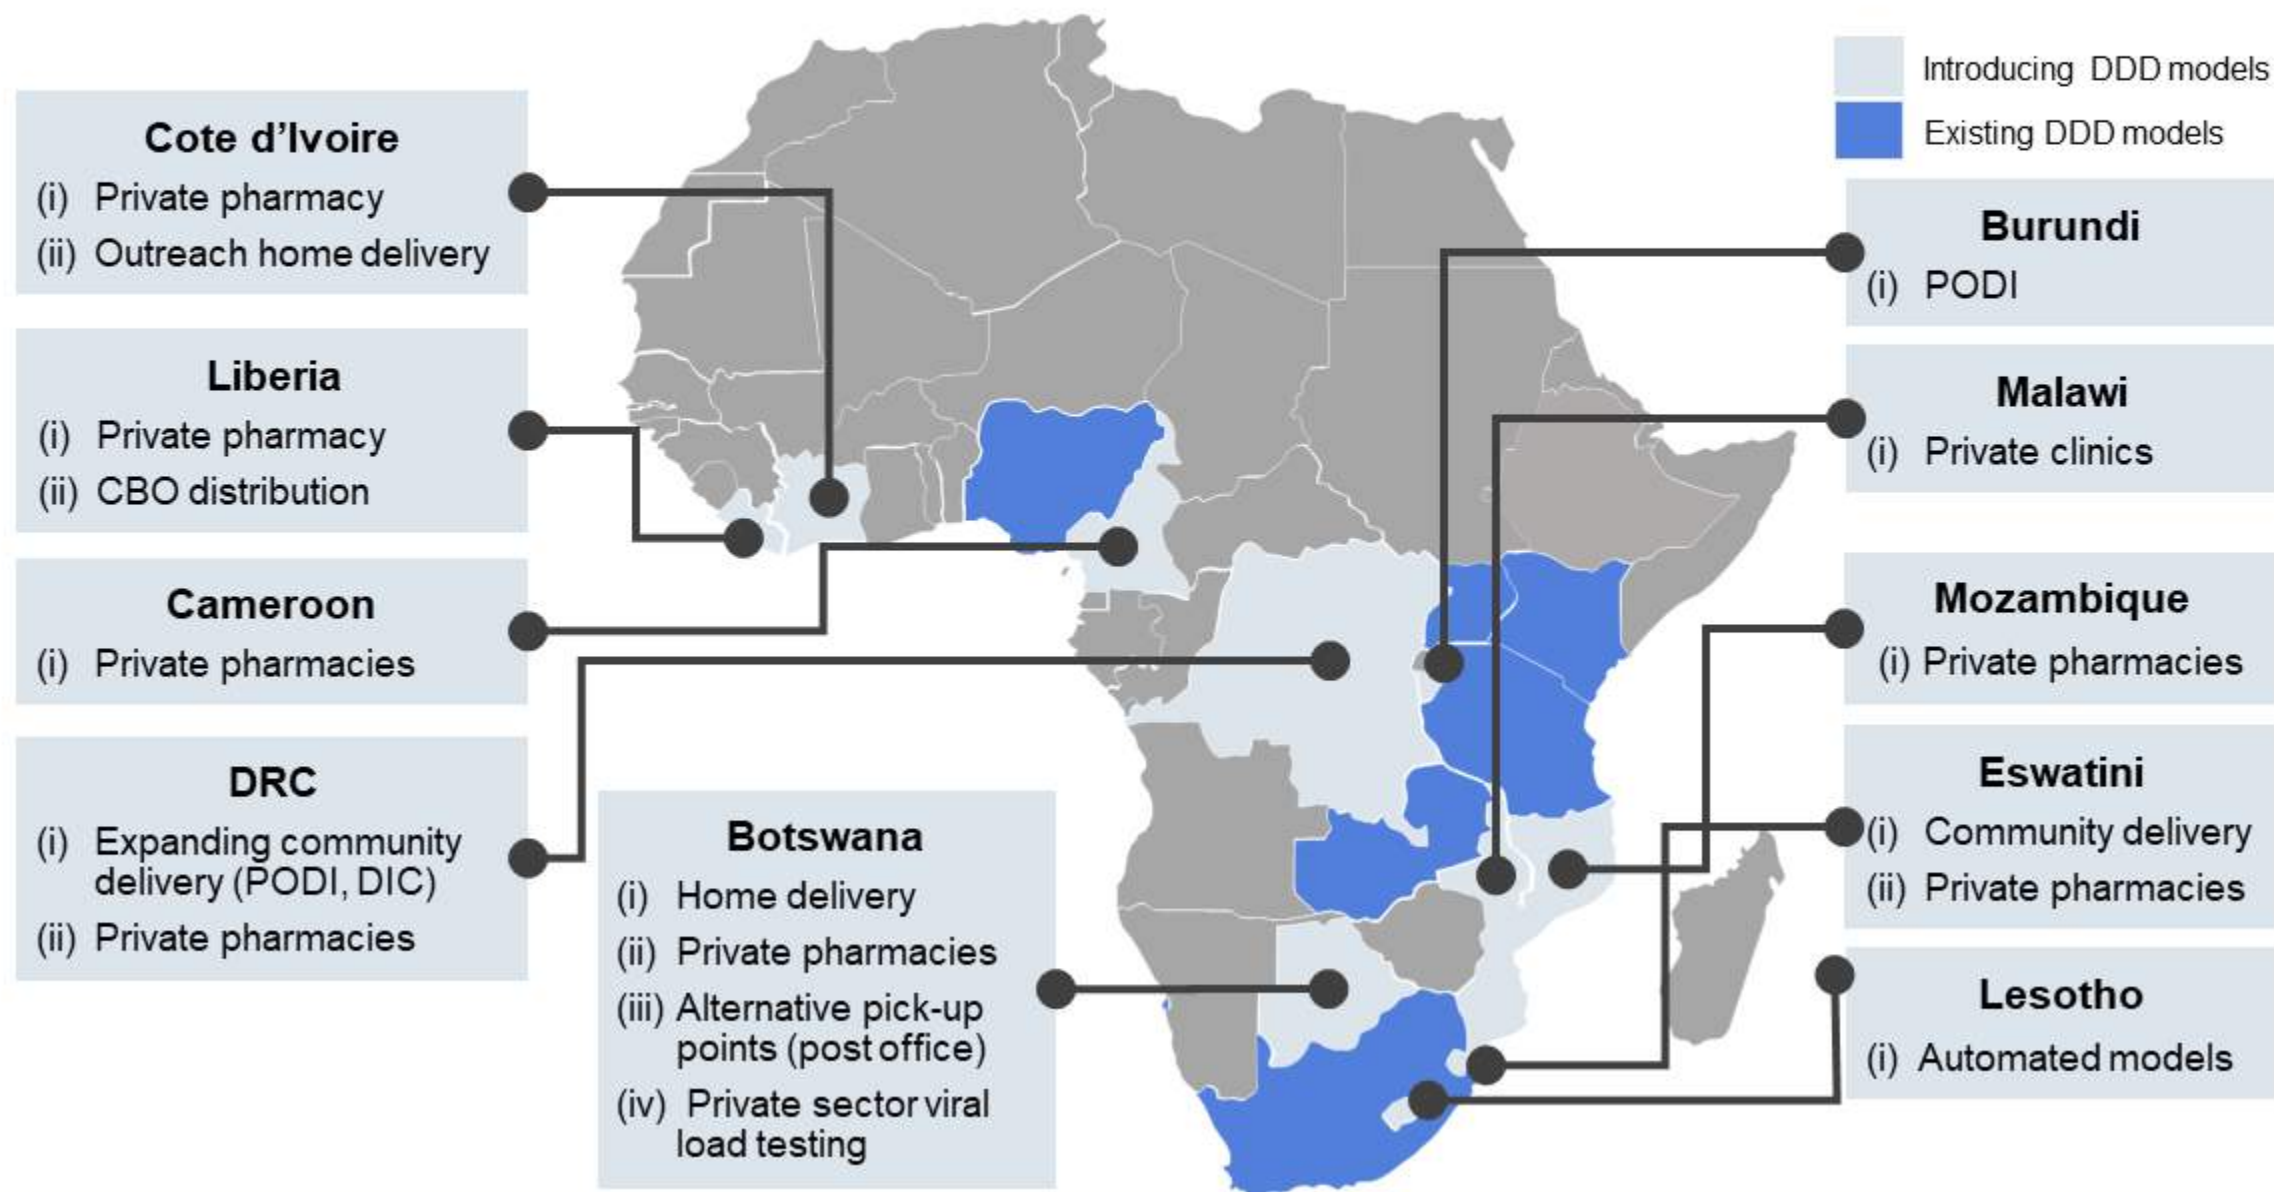 Introducing DDD models
Existing DDD models
Cote d’Ivoire
(i) Private pharmacy
(ii) Outreach home delivery
Liberia
(i) Private pharmacy
(ii) CBO distribution
Cameroon
(i) Private pharmacies
DRC
(i) Expanding community
delivery (PODI, DIC)
(ii) Private pharmacies
Botswana
(i) Home delivery
(ii) Private pharmacies
(iii) Alternative pick-up
points (post office)
(iv) Private sector viral
load testing
Burundi
(i) PODI
Malawi
(i) Private clinics
Mozambique
(i) Private pharmacies
Eswatini
(i) Community delivery
(ii) Private pharmacies
Lesotho
(i) Automated models